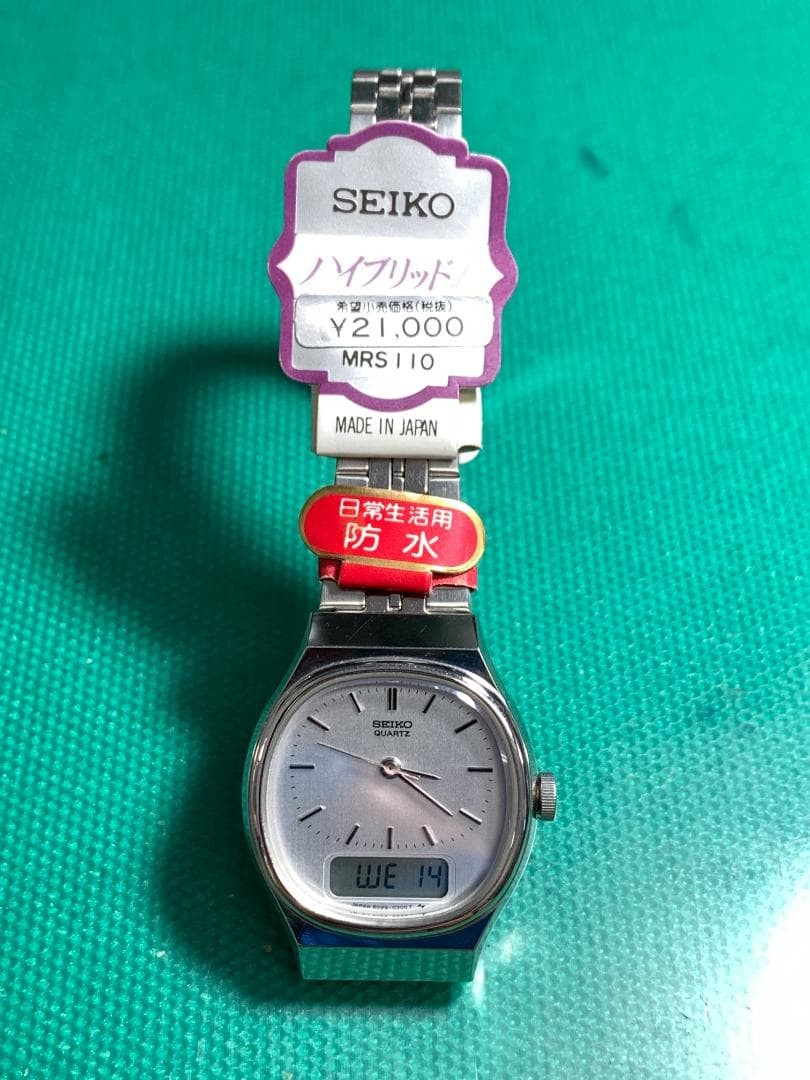 SEIKO
ハイブリッド
希望小売価格(税抜)
¥21,000
MRS110
MADE IN JAPAN
日常生活用
防水
SEIKO
QUARTZ
WE 14